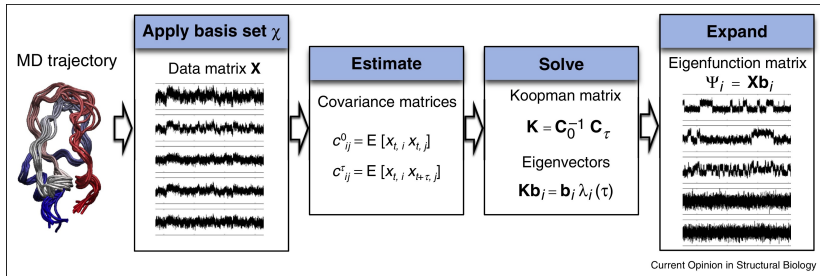 MD trajectory
Apply basis set χ
Data matrix X
Estimate
Covariance matrices
c⁰ᵢⱼ = E [xₜ, ᵢ xₜ, ⱼ]
cᵗᵢⱼ = E [xₜ, ᵢ xₜ₊τ, ⱼ]
Solve
Koopman matrix
K = C₀⁻¹ Cτ
Eigenvectors
Kbᵢ = bᵢ λᵢ (τ)
Expand
Eigenfunction matrix
Ψᵢ = Xbᵢ
Current Opinion in Structural Biology